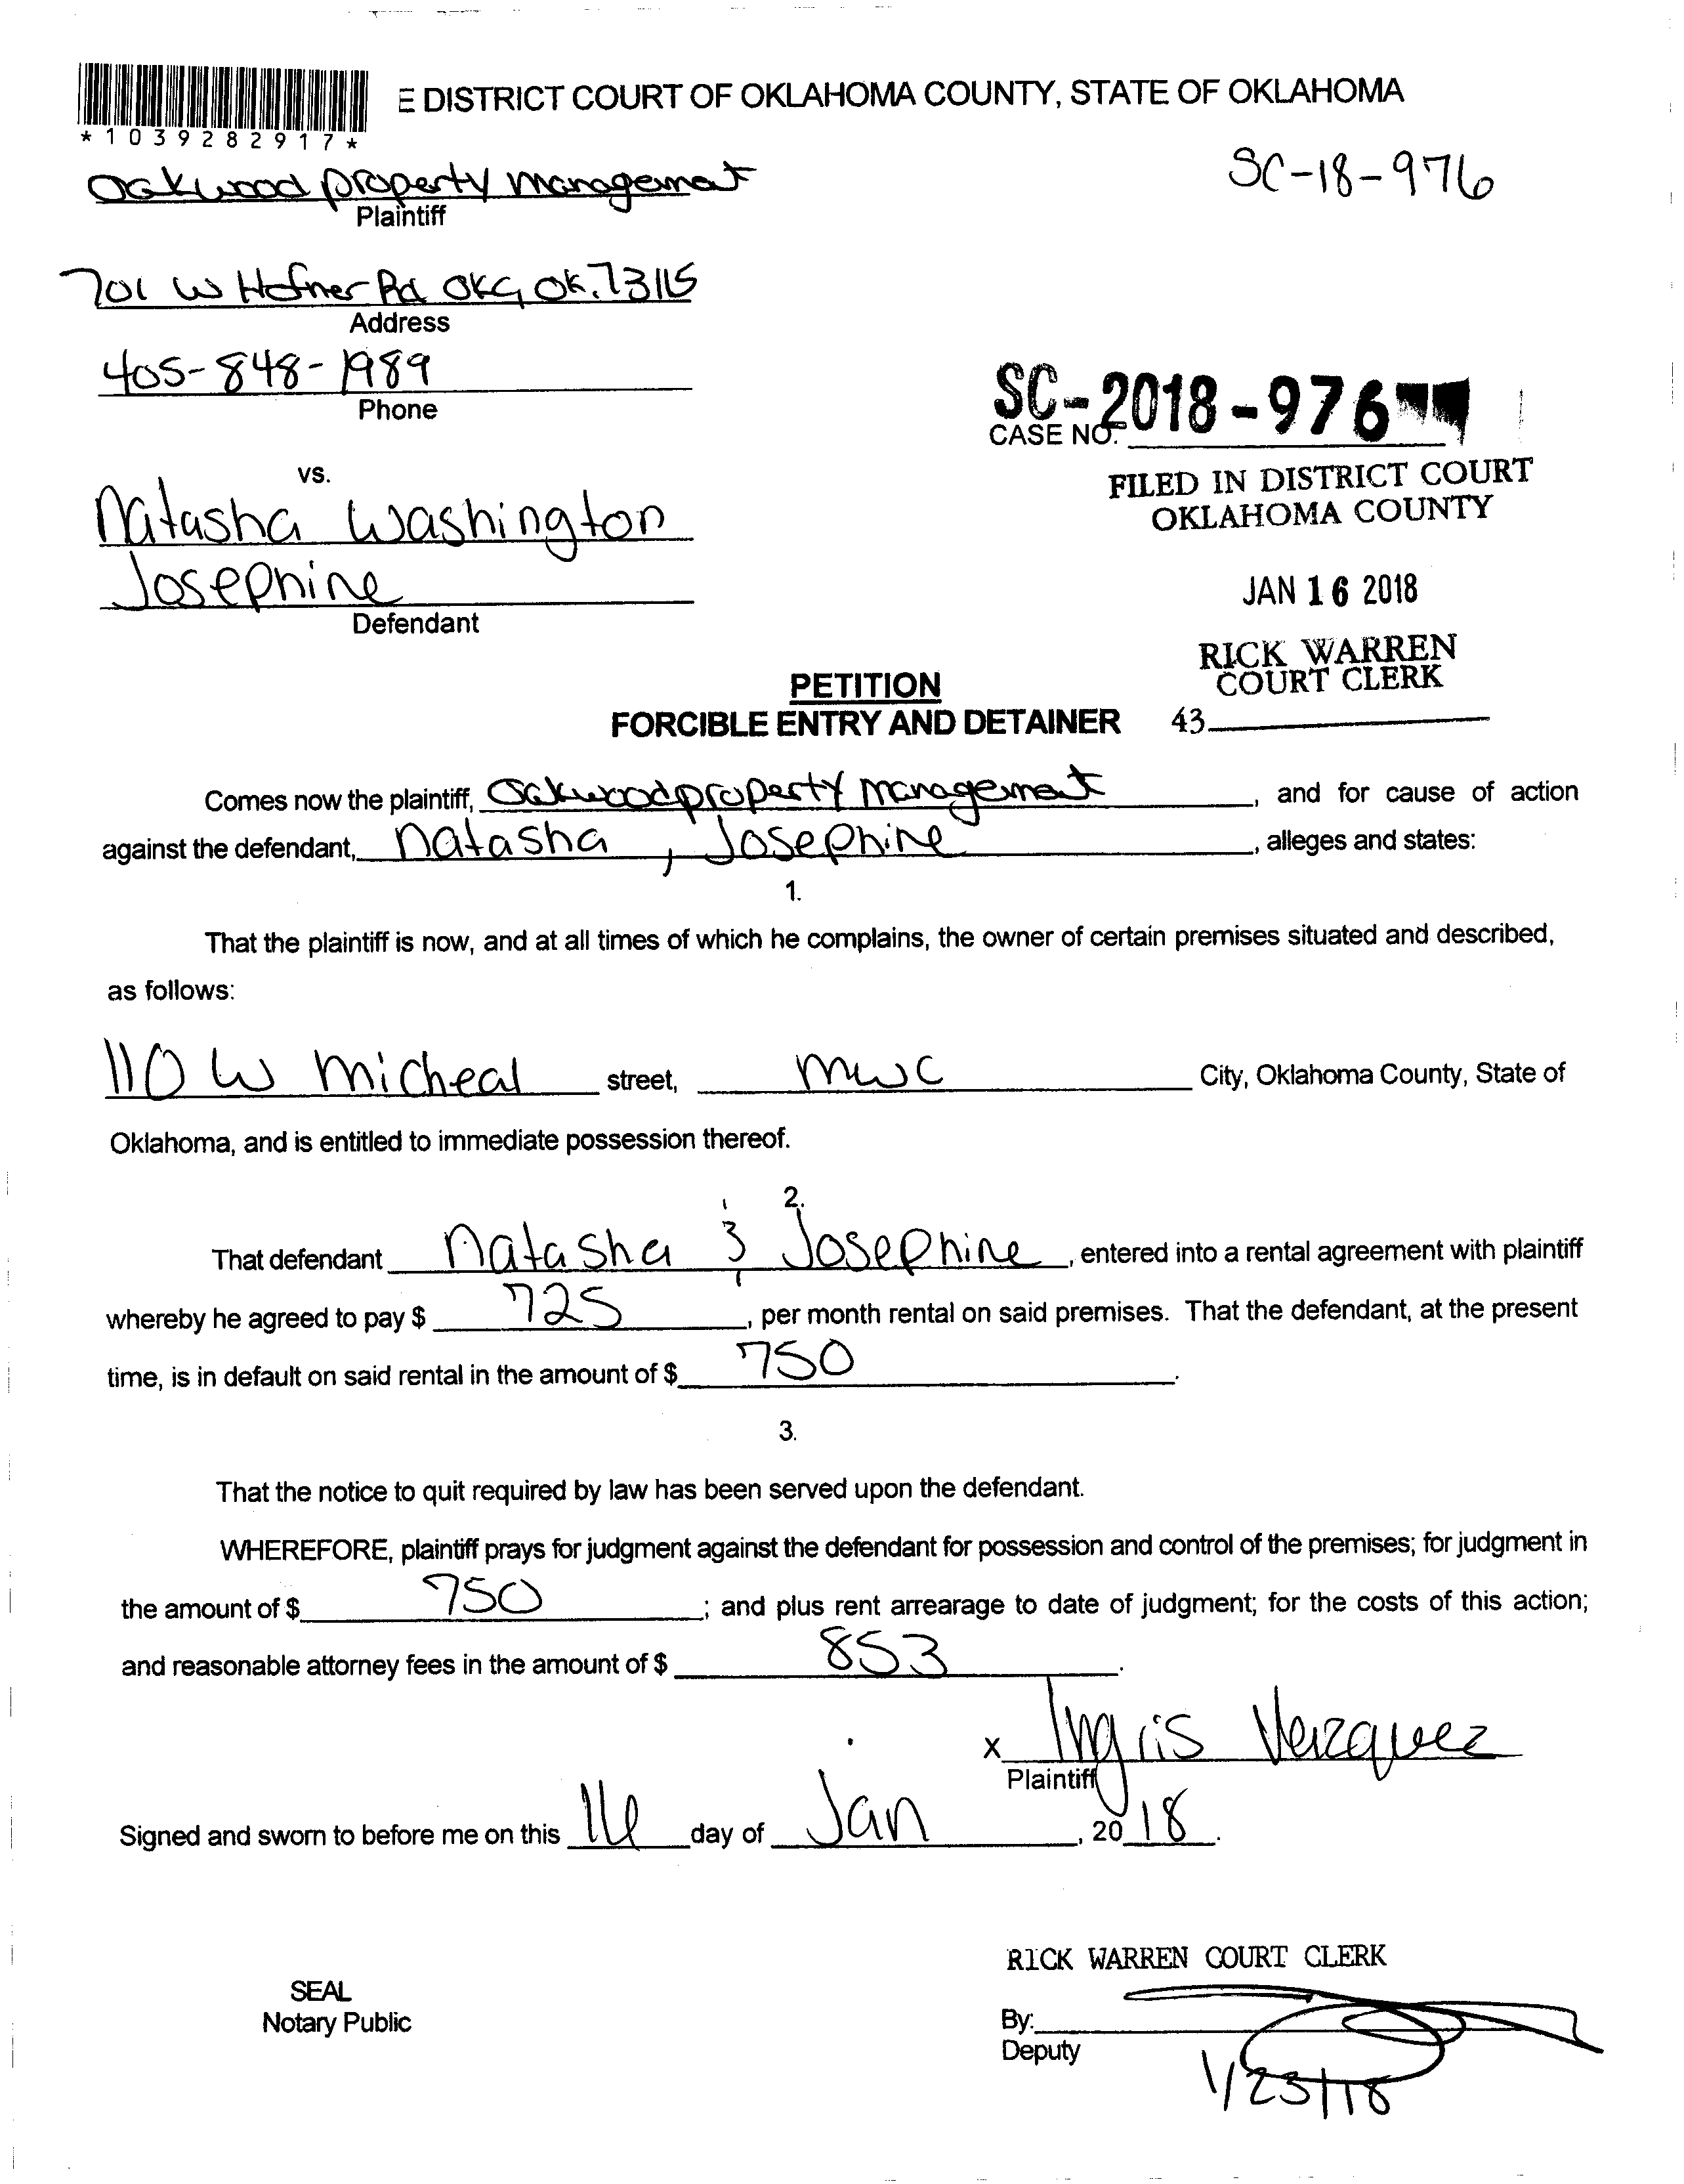 E DISTRICT COURT OF OKLAHOMA COUNTY, STATE OF OKLAHOMA
*1039282917*
SC-18-976
Oakwood property management
Plaintiff
701 W Hefner Rd OKC, OK. 73115
Address
405-848-1989
Phone
SC-2018-976
CASE NO.
vs.
FILED IN DISTRICT COURT
OKLAHOMA COUNTY
Natasha Washington
Josephine
Defendant
JAN 16 2018
RICK WARREN
COURT CLERK
43
PETITION
FORCIBLE ENTRY AND DETAINER
Comes now the plaintiff, Oakwood property management, and for cause of action
against the defendant, Natasha, Josephine, alleges and states:
1.
That the plaintiff is now, and at all times of which he complains, the owner of certain premises situated and described,
as follows:
110 W Micheal street, MWC City, Oklahoma County, State of
Oklahoma, and is entitled to immediate possession thereof.
2.
That defendant Natasha & Josephine, entered into a rental agreement with plaintiff
whereby he agreed to pay $ 725, per month rental on said premises. That the defendant, at the present
time, is in default on said rental in the amount of $ 750.
3.
That the notice to quit required by law has been served upon the defendant.
WHEREFORE, plaintiff prays for judgment against the defendant for possession and control of the premises; for judgment in
the amount of $ 750; and plus rent arrearage to date of judgment; for the costs of this action;
and reasonable attorney fees in the amount of $ 853.
x Ingris Vazquez
Plaintiff
Signed and sworn to before me on this 16 day of Jan, 2018.
RICK WARREN COURT CLERK
SEAL
Notary Public
By:
Deputy
1/23/18